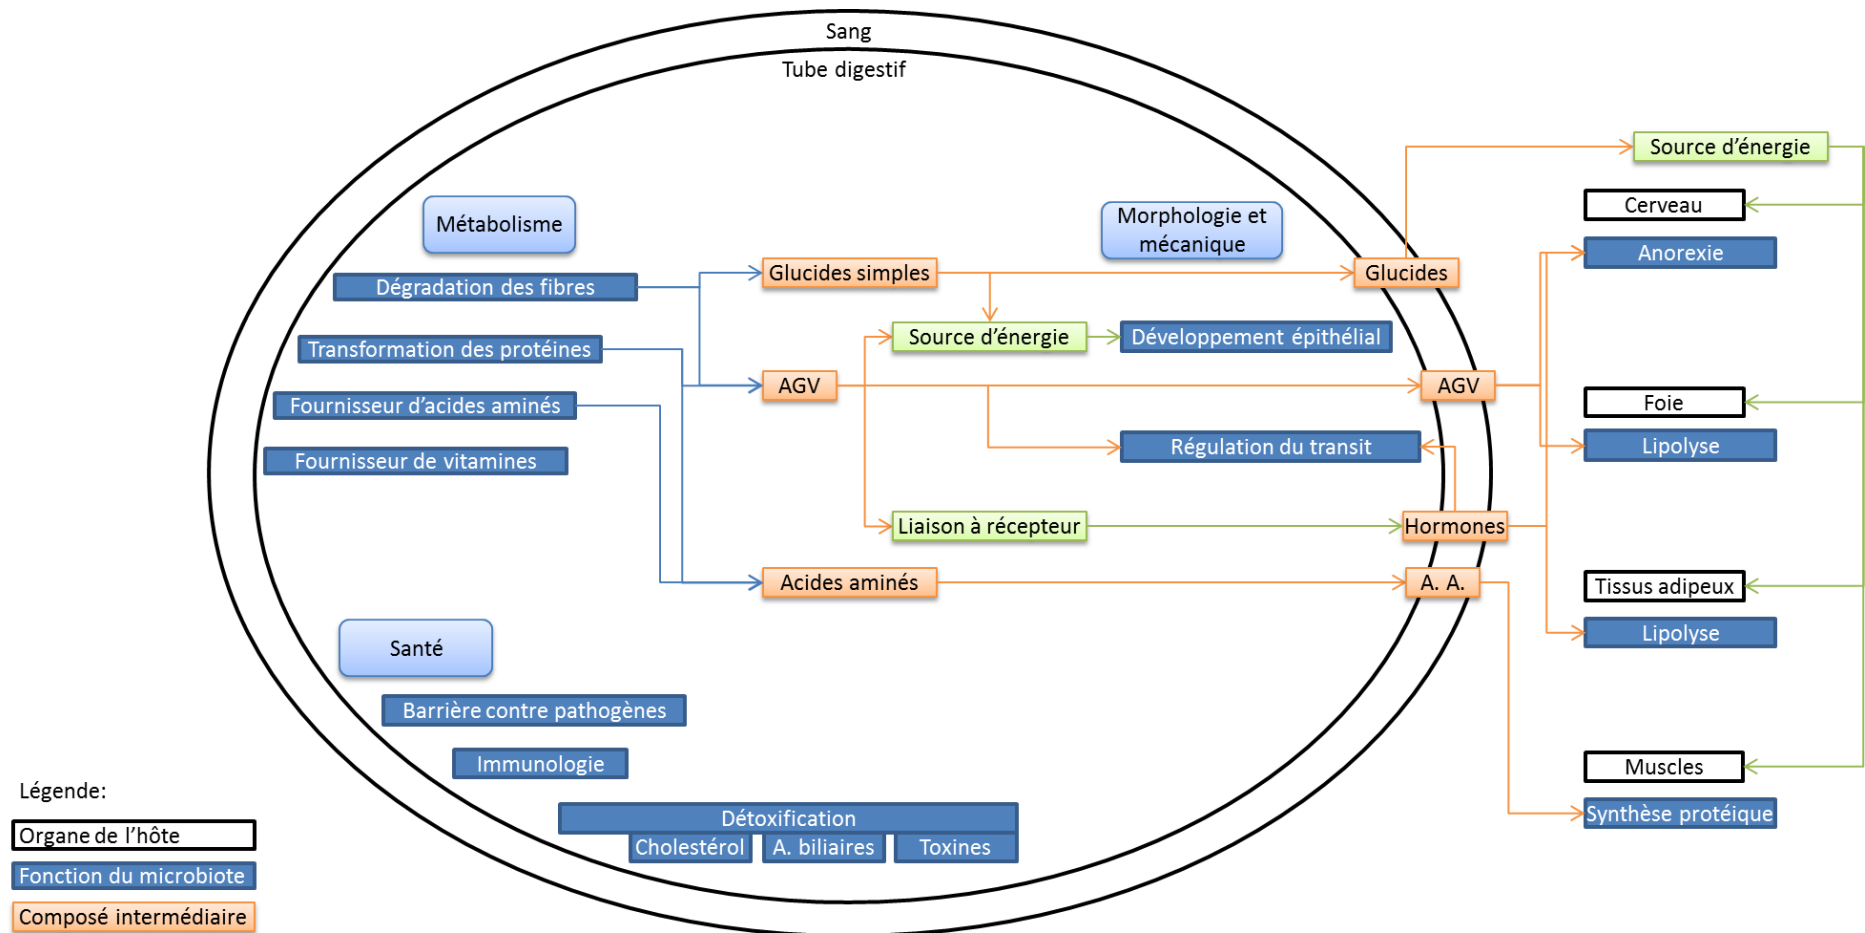 Sang
Tube digestif
Source d'énergie
Cerveau
Anorexie
Métabolisme
Morphologie et
mécanique
Dégradation des fibres
Glucides simples
Glucides
Source d'énergie
Développement épithélial
Transformation des protéines
AGV
AGV
Fournisseur d'acides aminés
Foie
Lipolyse
Régulation du transit
Fournisseur de vitamines
Liaison à récepteur
Hormones
Acides aminés
A. A.
Tissus adipeux
Lipolyse
Santé
Barrière contre pathogènes
Immunologie
Muscles
Synthèse protéique
Détoxification
Cholestérol
A. biliaires
Toxines
Légende:
Organe de l'hôte
Fonction du microbiote
Composé intermédiaire